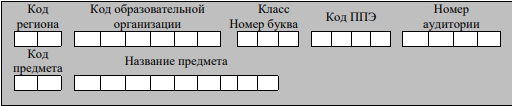 Код региона Код образовательной организации Класс Номер буква Код ППЭ Номер аудитории
Код предмета Название предмета